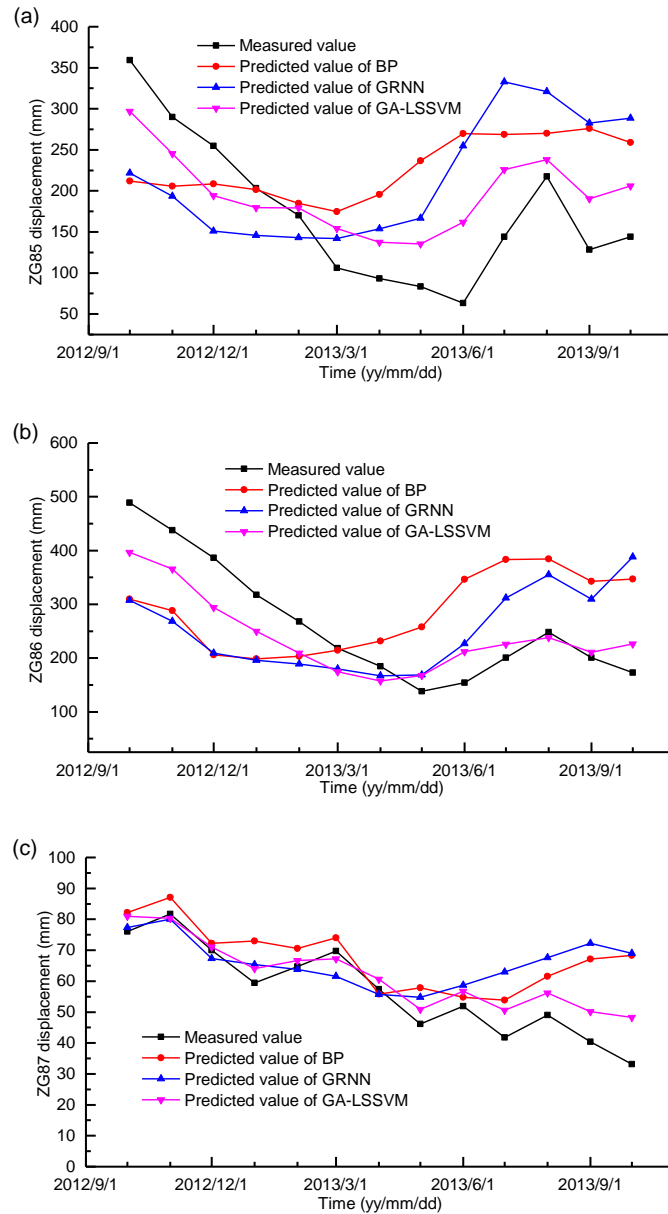 (a)
400
350
300
250
200
150
100
50
ZG85 displacement (mm)
Measured value
Predicted value of BP
Predicted value of GRNN
Predicted value of GA-LSSVM
2012/9/1 2012/12/1 2013/3/1 2013/6/1 2013/9/1
Time (yy/mm/dd)
(b)
600
500
400
300
200
100
ZG86 displacement (mm)
Measured value
Predicted value of BP
Predicted value of GRNN
Predicted value of GA-LSSVM
2012/9/1 2012/12/1 2013/3/1 2013/6/1 2013/9/1
Time (yy/mm/dd)
(c)
100
90
80
70
60
50
40
30
20
10
0
ZG87 displacement (mm)
Measured value
Predicted value of BP
Predicted value of GRNN
Predicted value of GA-LSSVM
2012/9/1 2012/12/1 2013/3/1 2013/6/1 2013/9/1
Time (yy/mm/dd)